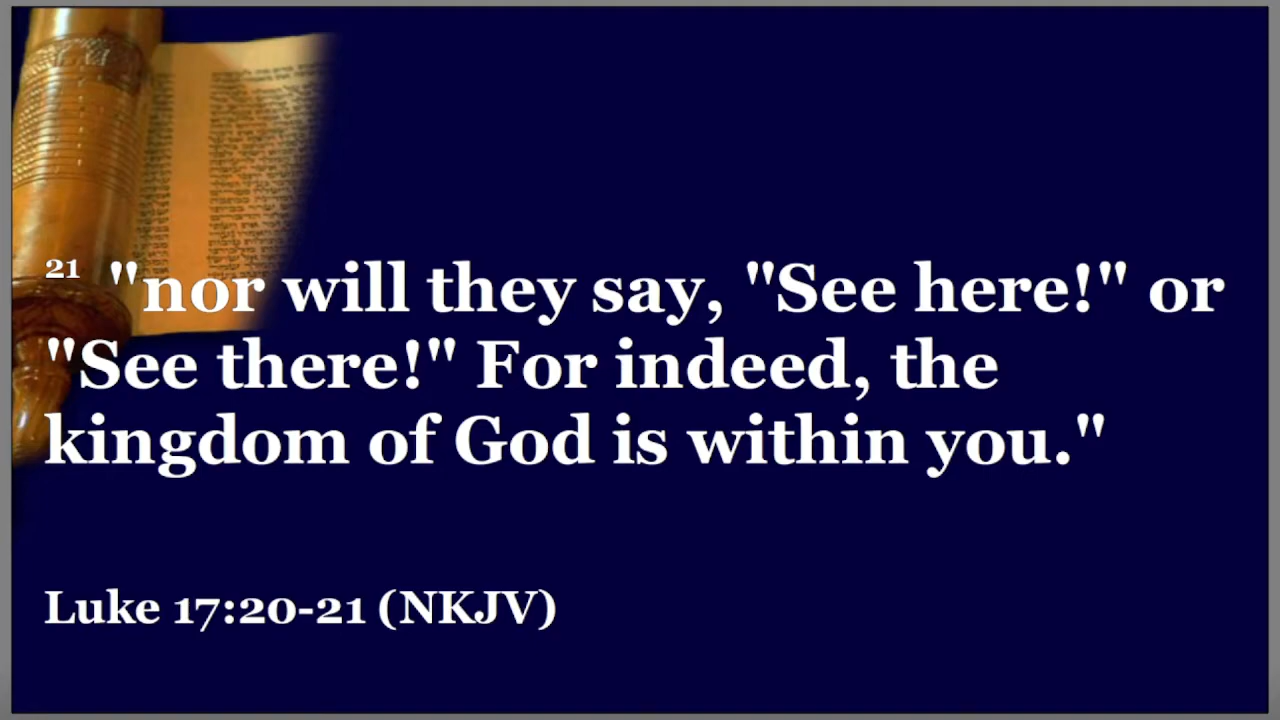 21 "nor will they say, "See here!" or
"See there!" For indeed, the
kingdom of God is within you."
Luke 17:20-21 (NKJV)